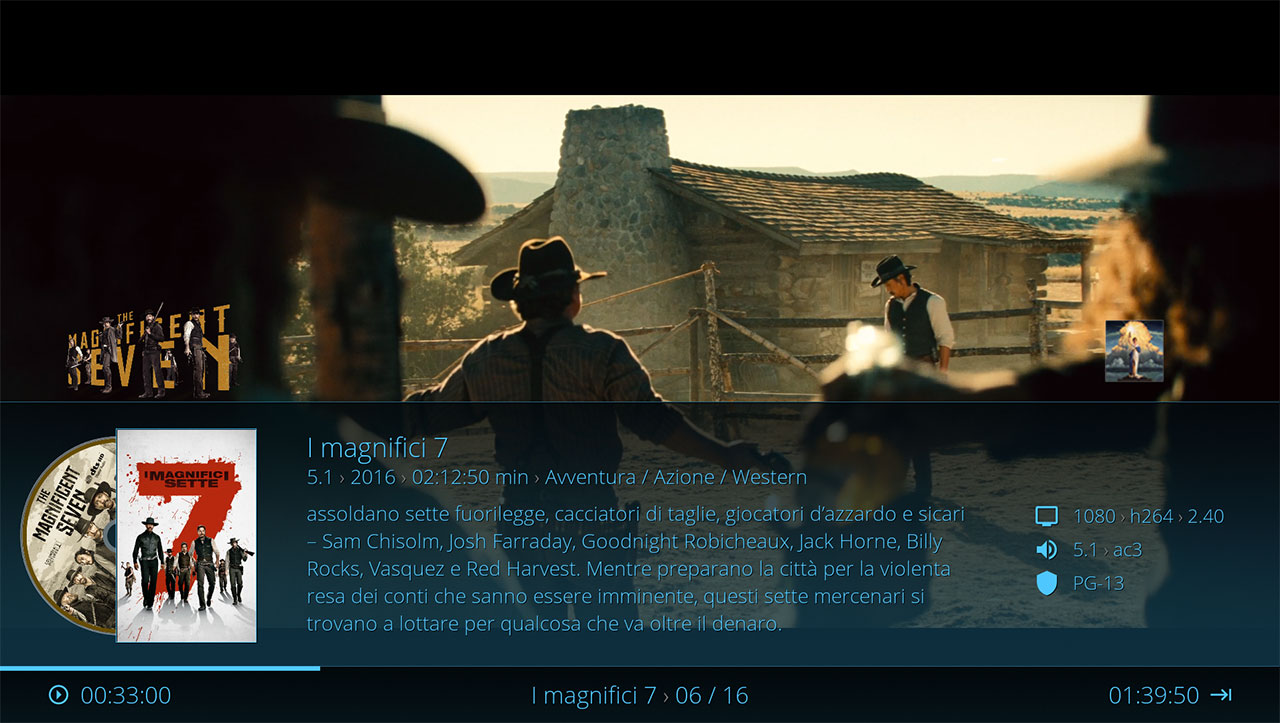 THE
MAGNIFICENT
SEVEN
THE
MAGNIFICENT
SEVEN
dts HD
I MAGNIFICI
SETTE
7
I magnifici 7
5.1 › 2016 › 02:12:50 min › Avventura / Azione / Western
assoldano sette fuorilegge, cacciatori di taglie, giocatori d’azzardo e sicari
– Sam Chisolm, Josh Farraday, Goodnight Robicheaux, Jack Horne, Billy
Rocks, Vasquez e Red Harvest. Mentre preparano la città per la violenta
resa dei conti che sanno essere imminente, questi sette mercenari si
trovano a lottare per qualcosa che va oltre il denaro.
1080 › h264 › 2.40
5.1 › ac3
PG-13
00:33:00
I magnifici 7 › 06 / 16
01:39:50